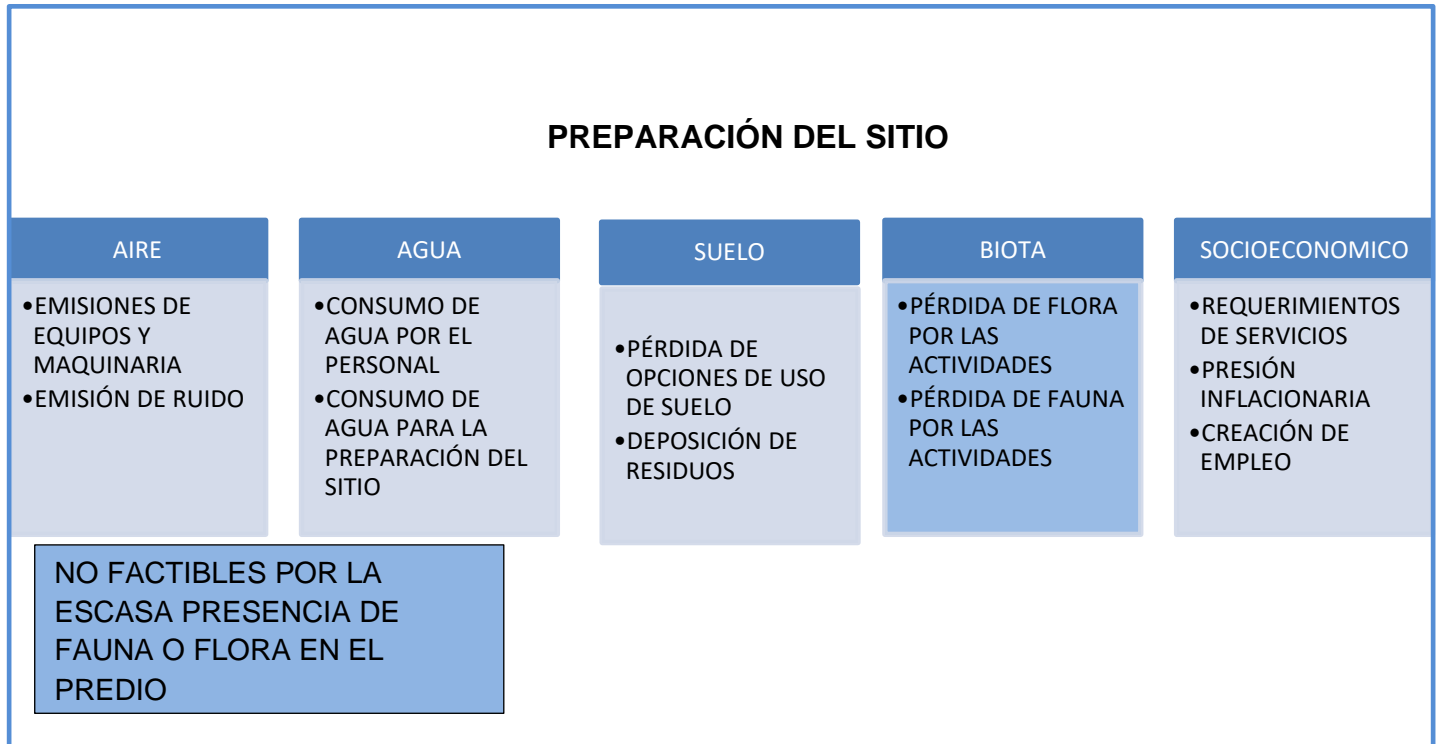 PREPARACIÓN DEL SITIO
AIRE
•EMISIONES DE
EQUIPOS Y
MAQUINARIA
•EMISIÓN DE RUIDO
AGUA
•CONSUMO DE
AGUA POR EL
PERSONAL
•CONSUMO DE
AGUA PARA LA
PREPARACIÓN DEL
SITIO
SUELO
•PÉRDIDA DE
OPCIONES DE USO
DE SUELO
•DEPOSICIÓN DE
RESIDUOS
BIOTA
•PÉRDIDA DE FLORA
POR LAS
ACTIVIDADES
•PÉRDIDA DE FAUNA
POR LAS
ACTIVIDADES
SOCIOECONOMICO
•REQUERIMIENTOS
DE SERVICIOS
•PRESIÓN
INFLACIONARIA
•CREACIÓN DE
EMPLEO
NO FACTIBLES POR LA
ESCASA PRESENCIA DE
FAUNA O FLORA EN EL
PREDIO